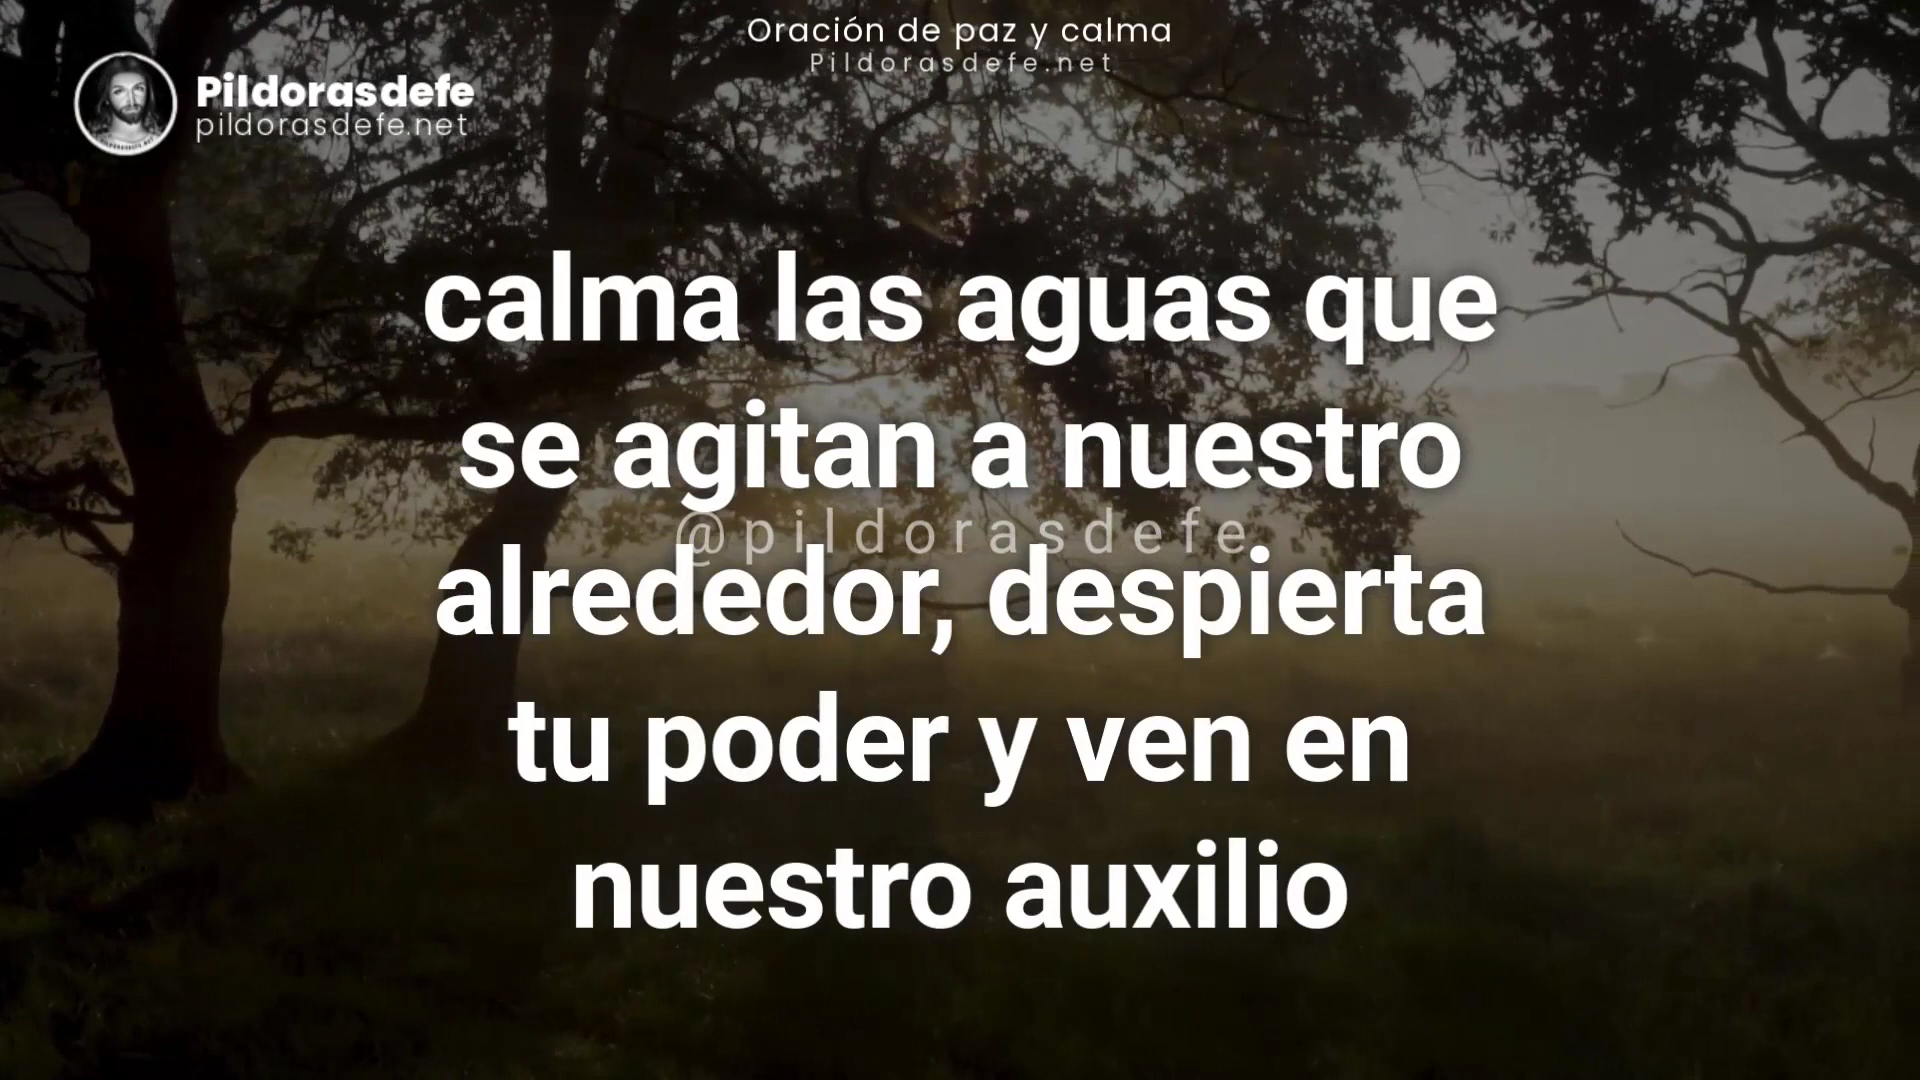 Oración de paz y calma
Pildorasdefe.net
Pildorasdefe
pildorasdefe.net
calma las aguas que
se agitan a nuestro
@pildorasdefe
alrededor, despierta
tu poder y ven en
nuestro auxilio